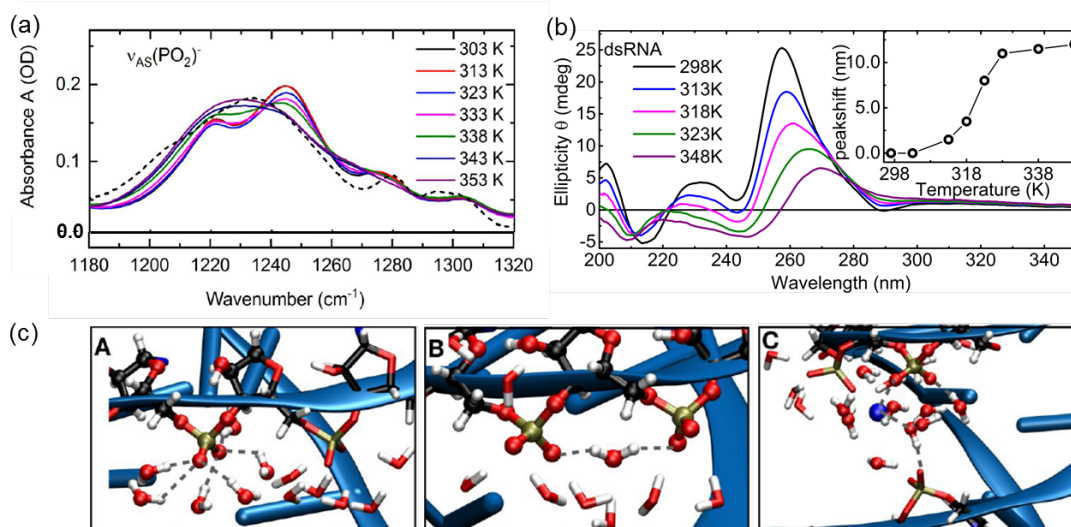 (a)
νAS(PO2)-
303 K
313 K
323 K
333 K
338 K
343 K
353 K
Absorbance A (OD)
0.2
0.1
0.0
1180 1200 1220 1240 1260 1280 1300 1320
Wavenumber (cm-1)
(b)
dsRNA
298K
313K
318K
323K
348K
Ellipticity θ (mdeg)
30
25
20
15
10
5
0
-5
200 220 240 260 280 300 320 340
Wavelength (nm)
peakshift (nm)
10.0
5.0
0.0
298 318 338
Temperature (K)
(c)
A
B
C